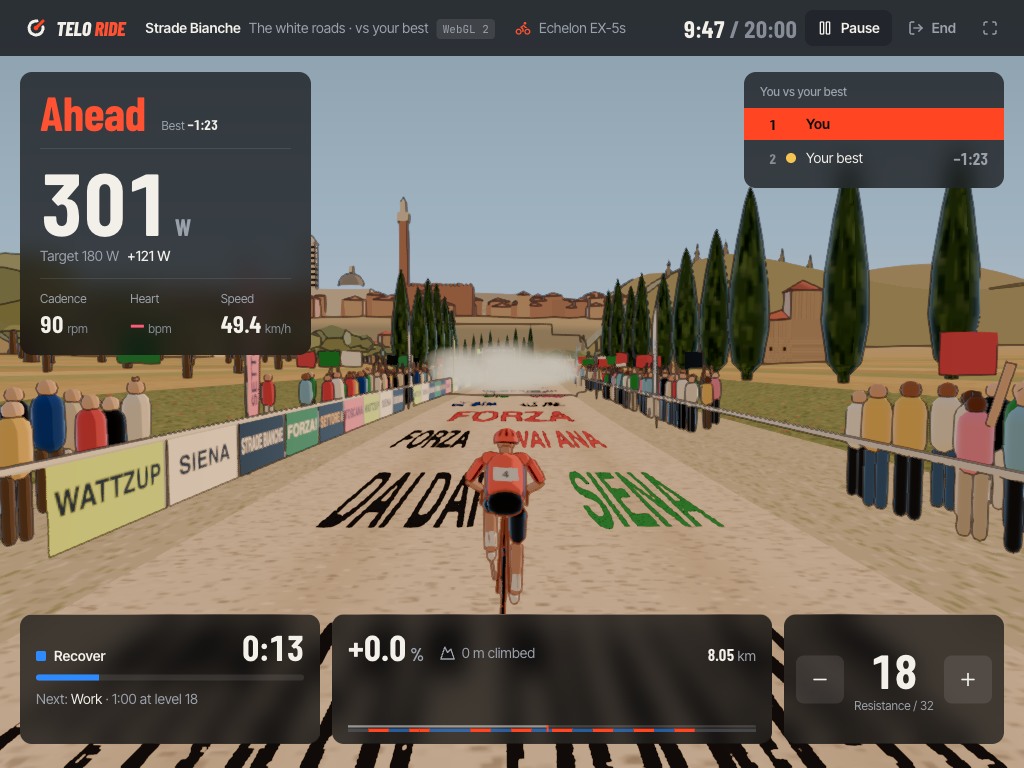 TELO RIDE Strade Bianche The white roads · vs your best WebGL 2 Echelon EX-5s 9:47 / 20:00 Pause End
Ahead Best −1:23
301 W
Target 180 W +121 W
Cadence Heart Speed
90 rpm – bpm 49.4 km/h
You vs your best
1 You
2 Your best −1:23
FORZA
FORZA VAI ANA
DAI DAI SIENA
4
WATTZUP SIENA STRADE BIANCHE FORZA!
Recover 0:13
Next: Work · 1:00 at level 18
+0.0 % 0 m climbed 8.05 km
− 18 +
Resistance / 32